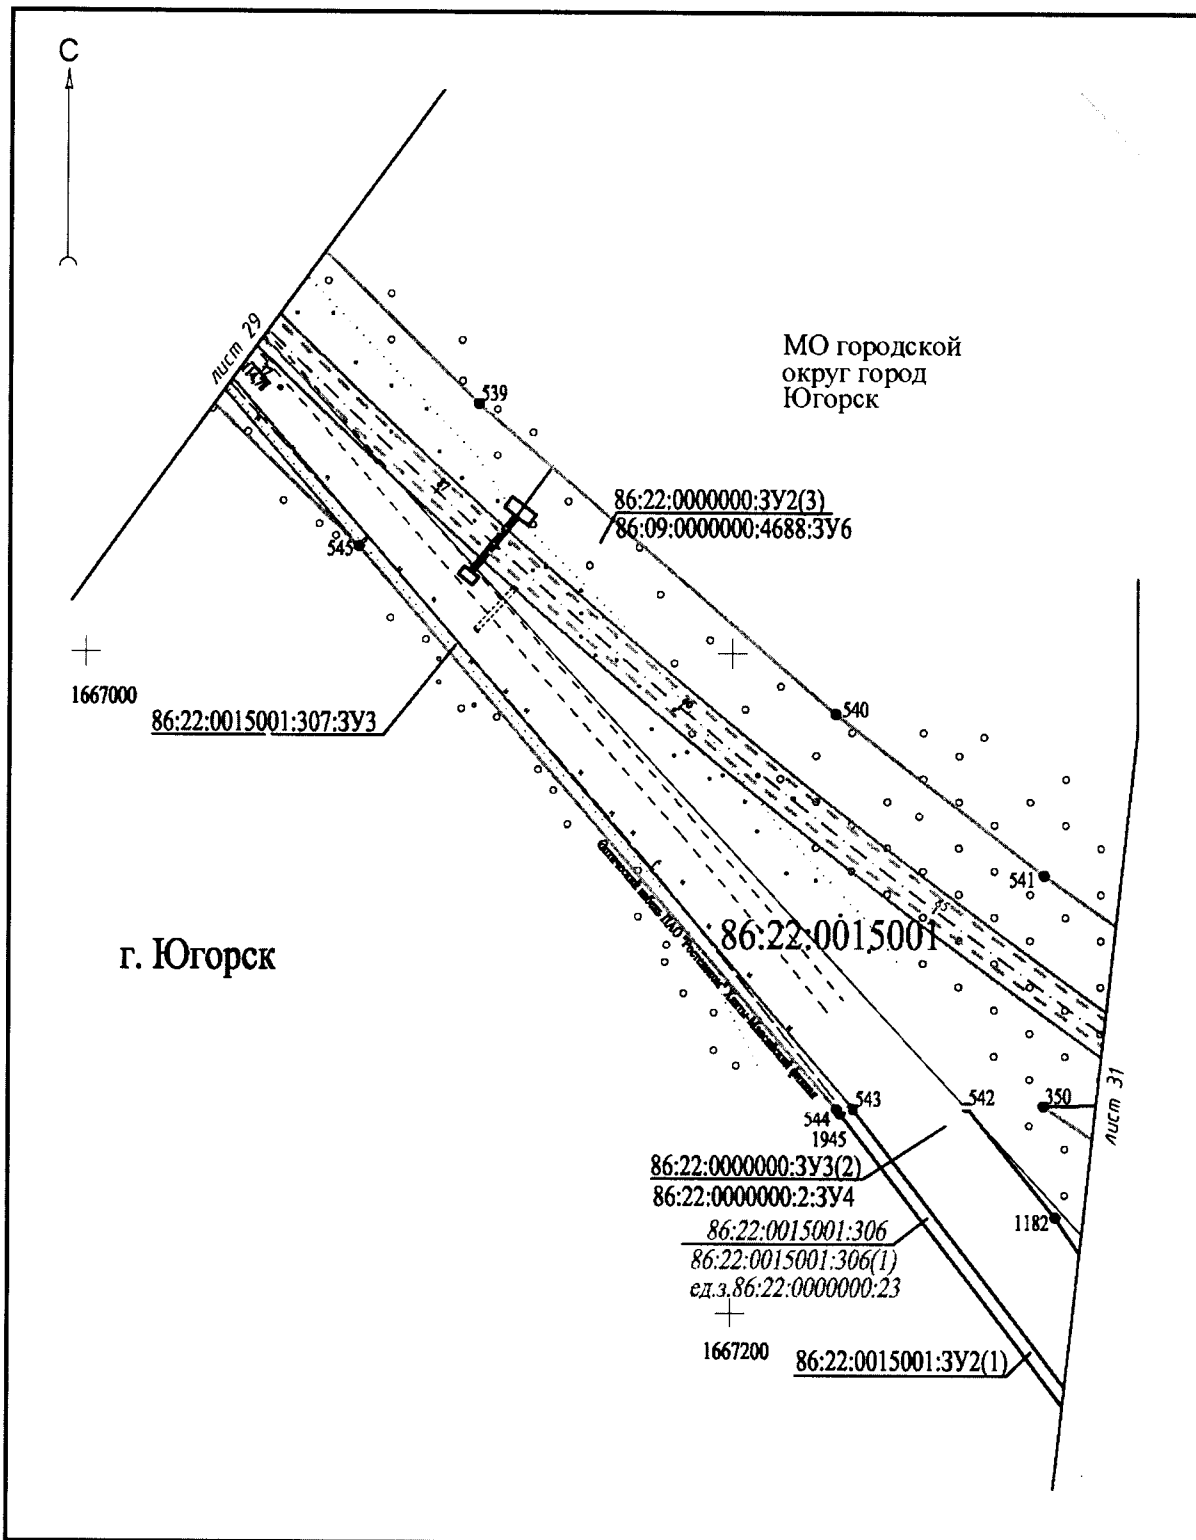 С
лист 29
МО городской
округ город
Югорск
539
86:22:0000000:ЗУ2(3)
86:09:0000000:4688:ЗУ6
545
1667000
86:22:0015001:307:ЗУ3
540
541
86:22:0015001
г. Югорск
543
542
350
544
1945
лист 31
86:22:0000000:ЗУ3(2)
86:22:0000000:2:ЗУ4
1182
86:22:0015001:306
86:22:0015001:306(1)
ед.з.86:22:0000000:23
1667200
86:22:0015001:ЗУ2(1)